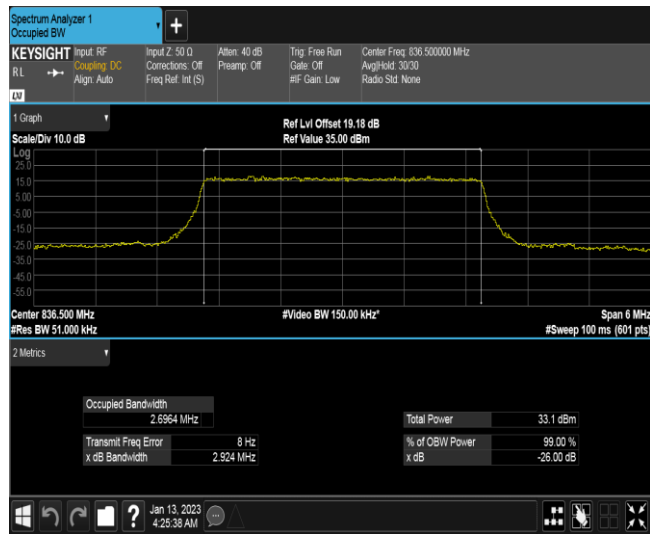 Spectrum Analyzer 1
Occupied BW
+
KEYSIGHT
RL
LXI
Input: RF
Coupling: DC
Align: Auto
Input Z: 50 Ω
Corrections: Off
Freq Ref: Int (S)
Atten: 40 dB
Preamp: Off
Trig: Free Run
Gate: Off
#IF Gain: Low
Center Freq: 836.500000 MHz
Avg|Hold: 30/30
Radio Std: None
1 Graph
Scale/Div 10.0 dB
Ref Lvl Offset 19.18 dB
Ref Value 35.00 dBm
Log
25.0
15.0
5.00
-5.00
-15.0
-25.0
-35.0
-45.0
-55.0
Center 836.500 MHz
#Res BW 51.000 kHz
#Video BW 150.00 kHz*
Span 6 MHz
#Sweep 100 ms (601 pts)
2 Metrics
Occupied Bandwidth
2.6964 MHz
Total Power 33.1 dBm
Transmit Freq Error 8 Hz
% of OBW Power 99.00 %
x dB Bandwidth 2.924 MHz
x dB -26.00 dB
?
Jan 13, 2023
4:25:38 AM